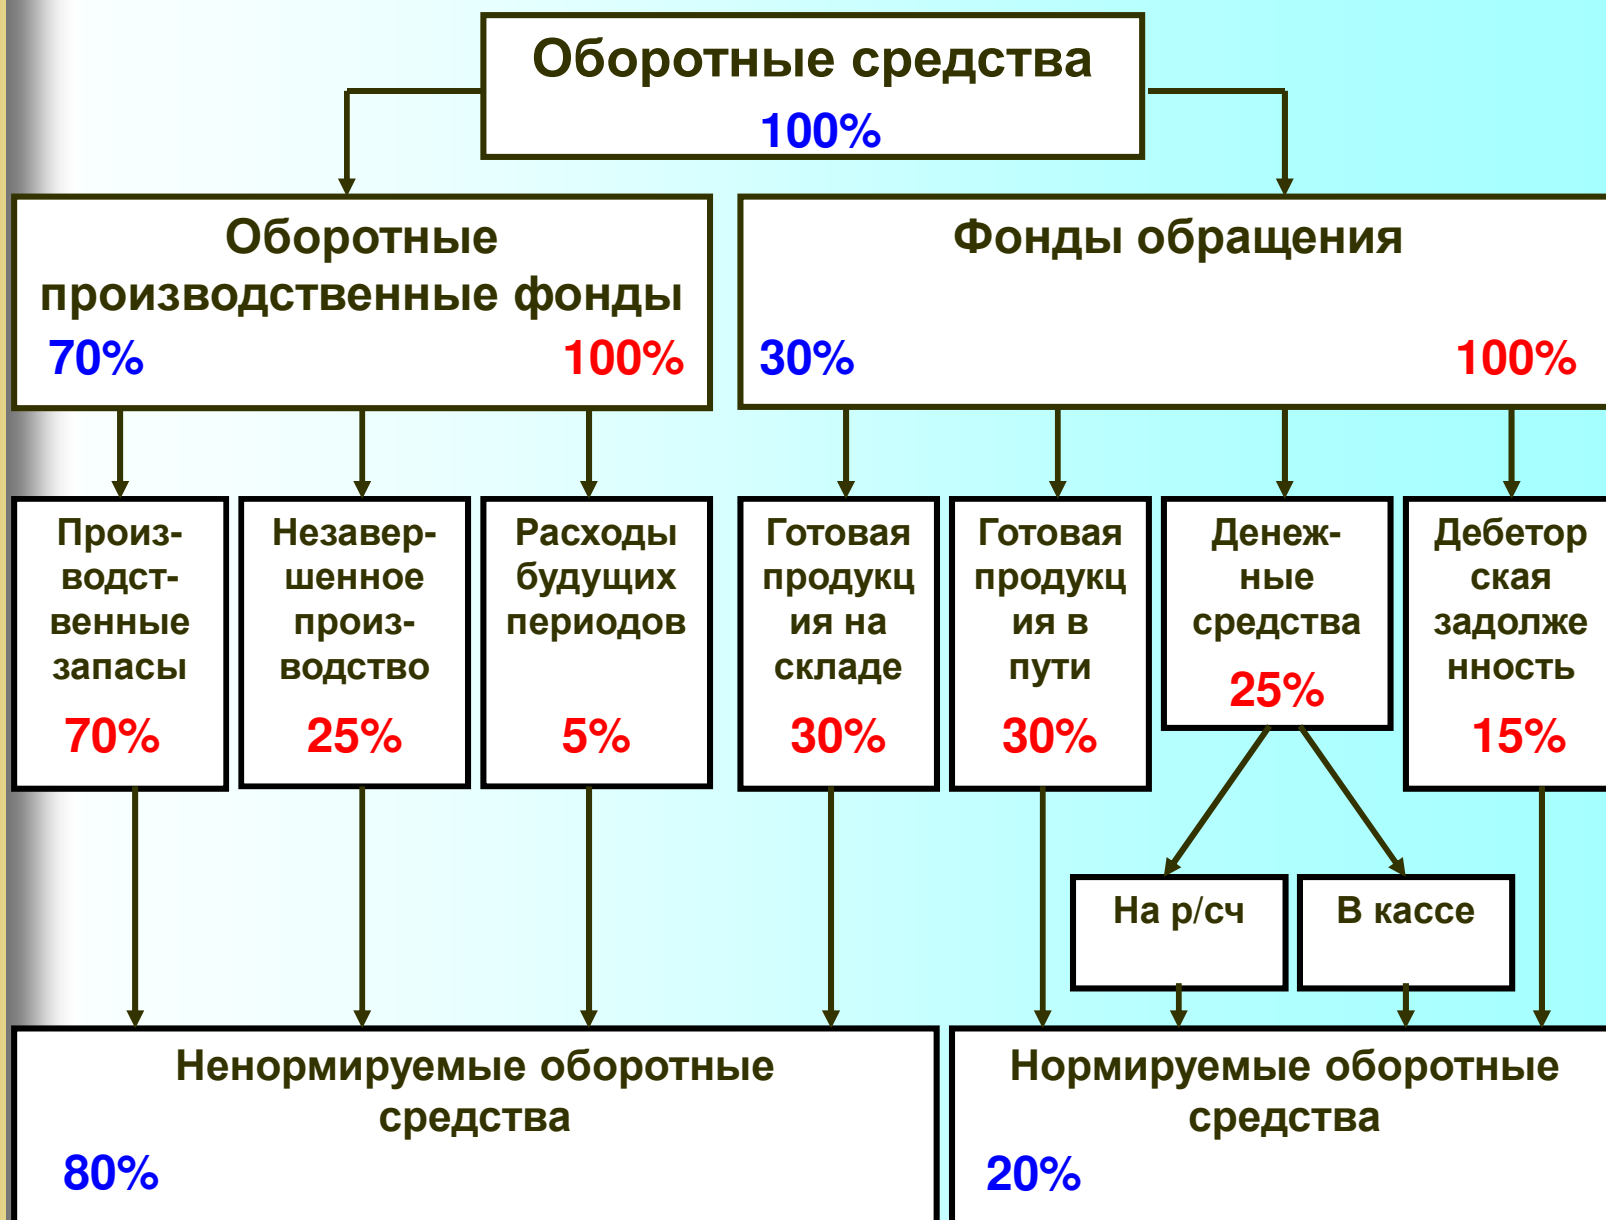 Оборотные средства
100%
Оборотные
производственные фонды
70% 100%
Фонды обращения
30% 100%
Произ-
водст-
венные
запасы
70%
Незавер-
шенное
произ-
водство
25%
Расходы
будущих
периодов
5%
Готовая
продукц
ия на
складе
30%
Готовая
продукц
ия в
пути
30%
Денеж-
ные
средства
25%
Дебетор
ская
задолже
нность
15%
На р/сч
В кассе
Ненормируемые оборотные
средства
80%
Нормируемые оборотные
средства
20%